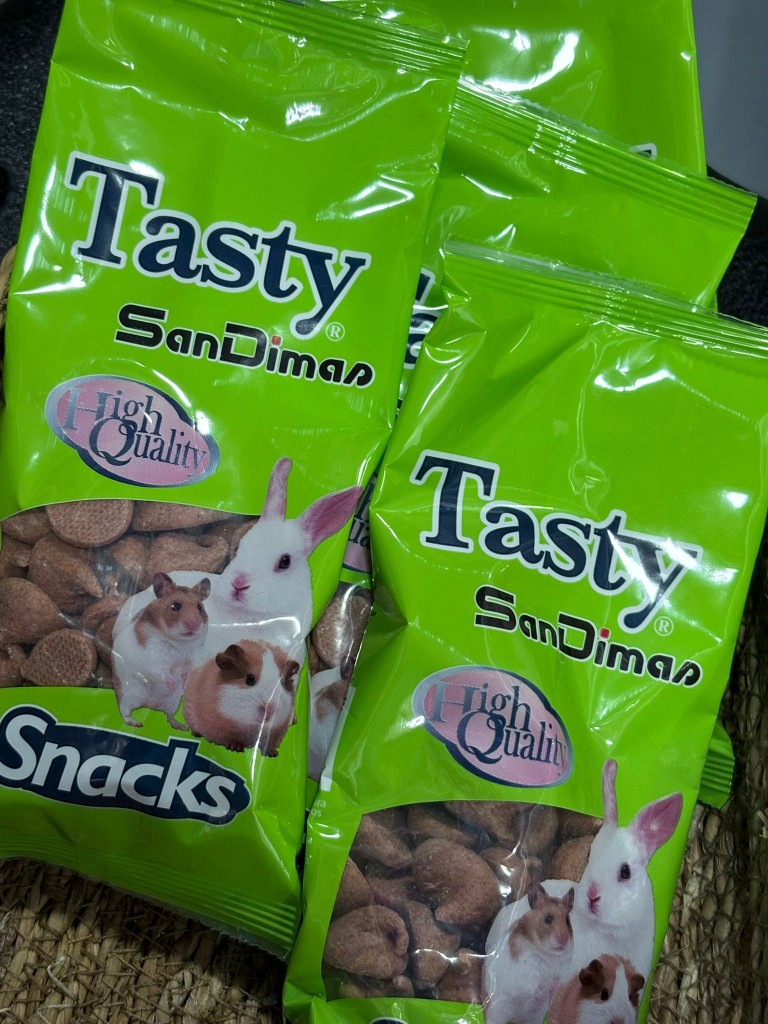 Tasty
SanDimas
®
High
Quality
Snacks
Tasty
SanDimas
®
High
Quality